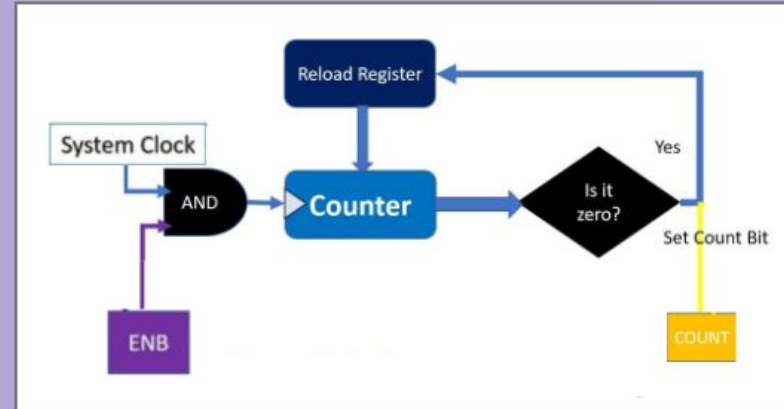 Reload Register
System Clock
Yes
AND
Counter
Is it
zero?
Set Count Bit
ENB
COUNT